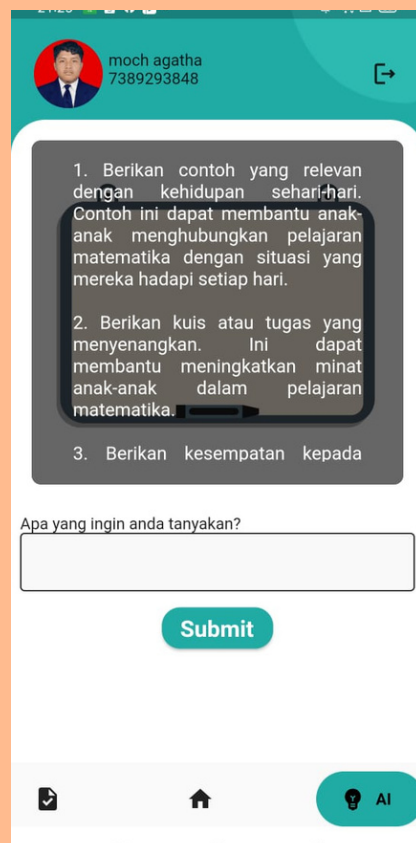 moch agatha
7389293848
1. Berikan contoh yang relevan
dengan kehidupan sehari-hari.
Contoh ini dapat membantu anak-
anak menghubungkan pelajaran
matematika dengan situasi yang
mereka hadapi setiap hari.
2. Berikan kuis atau tugas yang
menyenangkan. Ini dapat
membantu meningkatkan minat
anak-anak dalam pelajaran
matematika.
3. Berikan kesempatan kepada
Apa yang ingin anda tanyakan?
Submit
AI